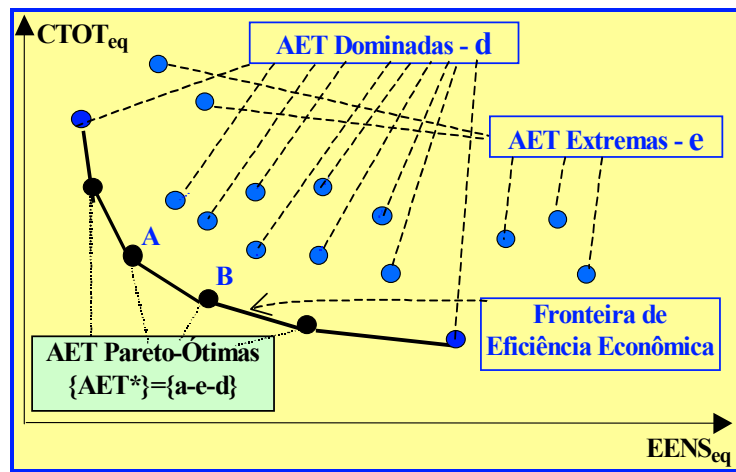 CTOTeq
AET Dominadas - d
AET Extremas - e
A
B
Fronteira de
Eficiência Econômica
AET Pareto-Ótimas
{AET*}={a-e-d}
EENSeq